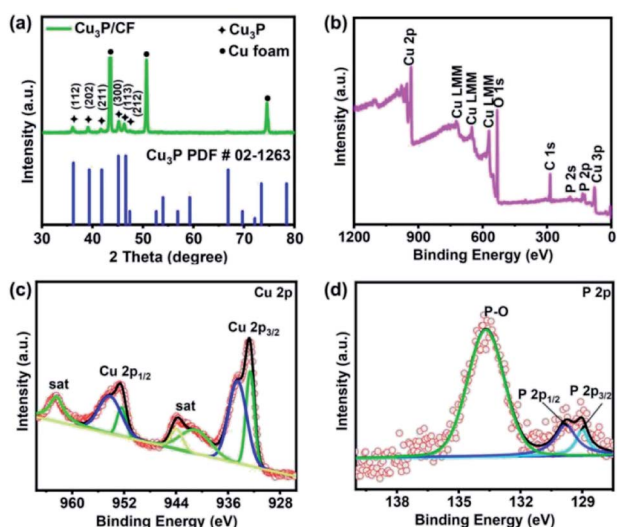 (a)
Cu₃P/CF
✦ Cu₃P
● Cu foam
(112)
(202)
(211)
(300)
(113)
(212)
Cu₃P PDF # 02-1263
Intensity (a.u.)
30 40 50 60 70 80
2 Theta (degree)
(b)
Cu 2p
Cu LMM
Cu LMM
Cu LMM
O 1s
C 1s
P 2s
P 2p
Cu 3p
Intensity (a.u.)
1200 900 600 300 0
Binding Energy (eV)
(c)
Cu 2p
Cu 2p3/2
Cu 2p1/2
sat
sat
Intensity (a.u.)
960 952 944 936 928
Binding Energy (eV)
(d)
P 2p
P-O
P 2p1/2
P 2p3/2
Intensity (a.u.)
138 135 132 129
Binding Energy (eV)